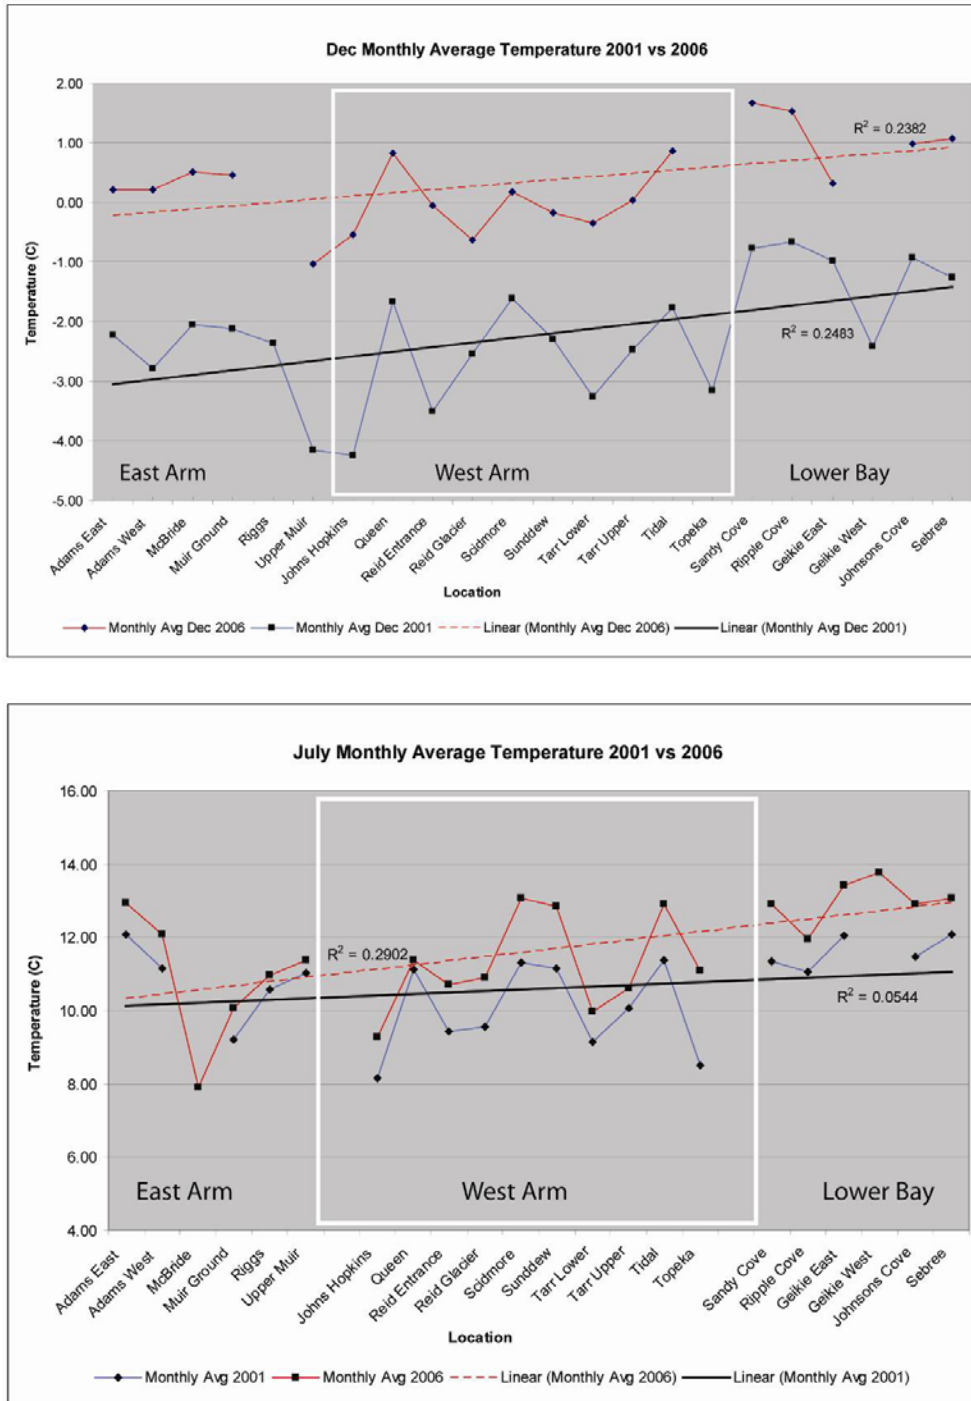 Dec Monthly Average Temperature 2001 vs 2006
2.00
1.00
0.00
-1.00
-2.00
-3.00
-4.00
-5.00
Temperature (C)
R² = 0.2382
R² = 0.2483
East Arm
West Arm
Lower Bay
Adams East
Adams West
McBride
Muir Ground
Riggs
Upper Muir
Johns Hopkins
Queen
Reid Entrance
Reid Glacier
Scidmore
Sunddew
Tarr Lower
Tarr Upper
Tidal
Topeka
Sandy Cove
Ripple Cove
Geikie East
Geikie West
Johnsons Cove
Sebree
Location
Monthly Avg Dec 2006
Monthly Avg Dec 2001
Linear (Monthly Avg Dec 2006)
Linear (Monthly Avg Dec 2001)
July Monthly Average Temperature 2001 vs 2006
16.00
14.00
12.00
10.00
8.00
6.00
4.00
Temperature (C)
R² = 0.2902
R² = 0.0544
East Arm
West Arm
Lower Bay
Adams East
Adams West
McBride
Muir Ground
Riggs
Upper Muir
Johns Hopkins
Queen
Reid Entrance
Reid Glacier
Scidmore
Sunddew
Tarr Lower
Tarr Upper
Tidal
Topeka
Sandy Cove
Ripple Cove
Geikie East
Geikie West
Johnsons Cove
Sebree
Location
Monthly Avg 2001
Monthly Avg 2006
Linear (Monthly Avg 2006)
Linear (Monthly Avg 2001)